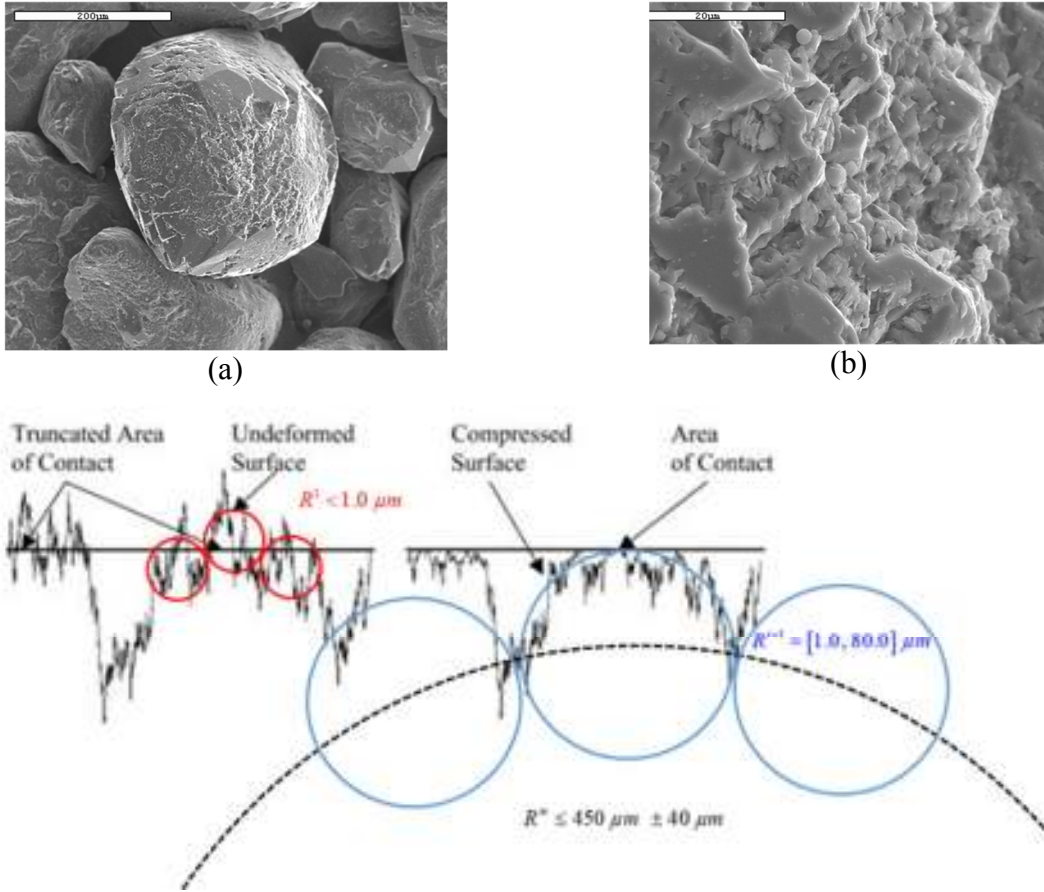 200µm
20µm
(a)
(b)
Truncated Area
of Contact
Undeformed
Surface
R¹ <1.0 µm
Compressed
Surface
Area
of Contact
= [1.0, 80.0] µm
≤ 450 µm ± 40 µm